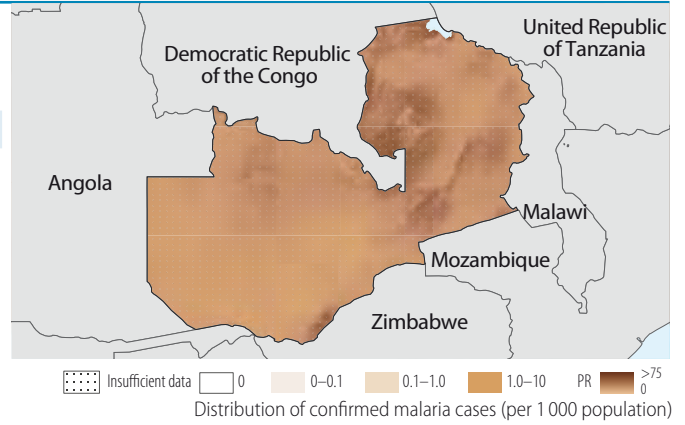 United Republic
of Tanzania
Democratic Republic
of the Congo
Angola
Malawi
Mozambique
Zimbabwe
Insufficient data 0 0–0.1 0.1–1.0 1.0–10 PR >75
0
Distribution of confirmed malaria cases (per 1 000 population)